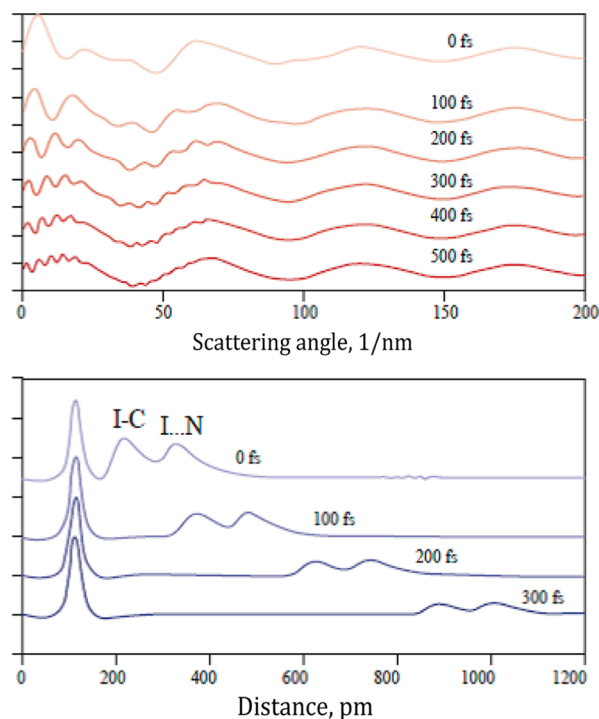 0 fs
100 fs
200 fs
300 fs
400 fs
500 fs
0 50 100 150 200
Scattering angle, 1/nm
I-C I...N
0 fs
100 fs
200 fs
300 fs
0 200 400 600 800 1000 1200
Distance, pm